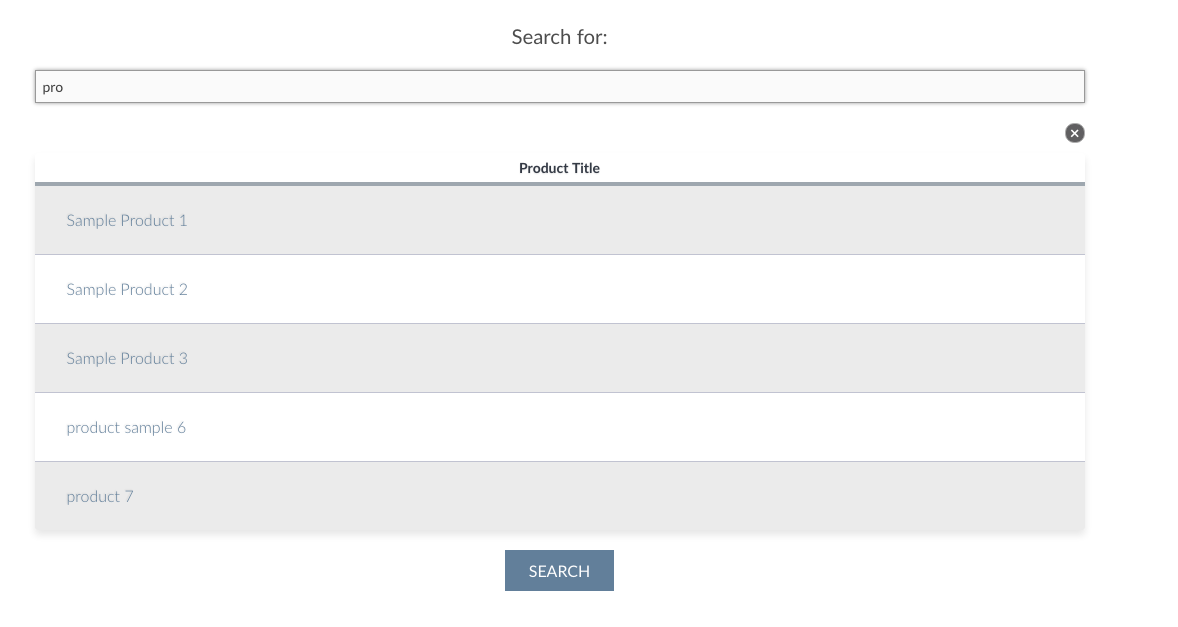 Search for:
pro
Product Title
Sample Product 1
Sample Product 2
Sample Product 3
product sample 6
product 7
SEARCH